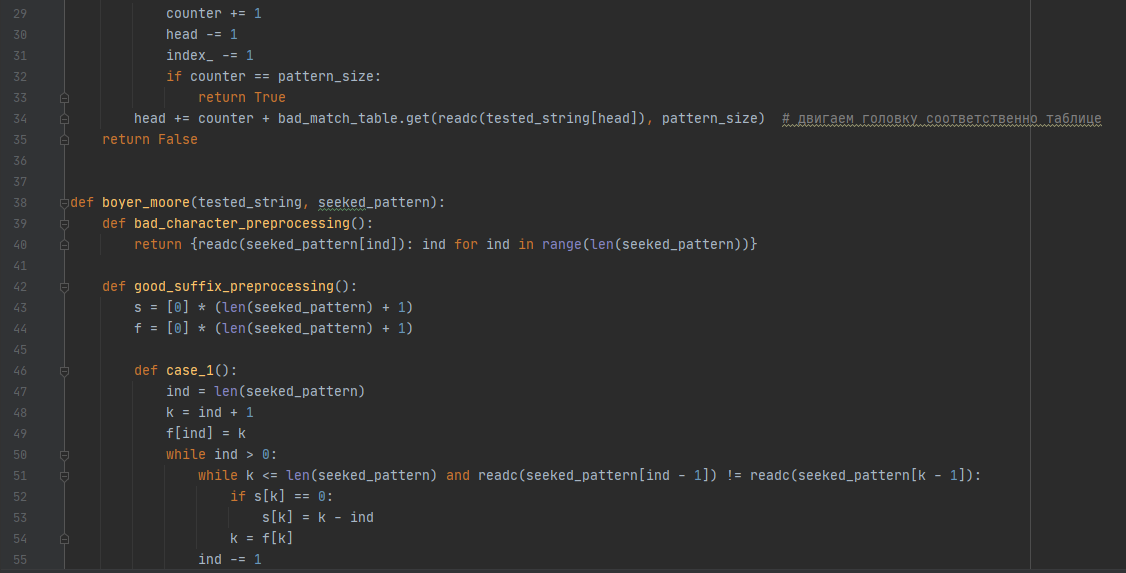 29 counter += 1
30 head -= 1
31 index_ -= 1
32 if counter == pattern_size:
33 return True
34 head += counter + bad_match_table.get(readc(tested_string[head]), pattern_size)  # двигаем головку соответственно таблице
35 return False
36
37
38 def boyer_moore(tested_string, seeked_pattern):
39 def bad_character_preprocessing():
40 return {readc(seeked_pattern[ind]): ind for ind in range(len(seeked_pattern))}
41
42 def good_suffix_preprocessing():
43 s = [0] * (len(seeked_pattern) + 1)
44 f = [0] * (len(seeked_pattern) + 1)
45
46 def case_1():
47 ind = len(seeked_pattern)
48 k = ind + 1
49 f[ind] = k
50 while ind > 0:
51 while k <= len(seeked_pattern) and readc(seeked_pattern[ind - 1]) != readc(seeked_pattern[k - 1]):
52 if s[k] == 0:
53 s[k] = k - ind
54 k = f[k]
55 ind -= 1